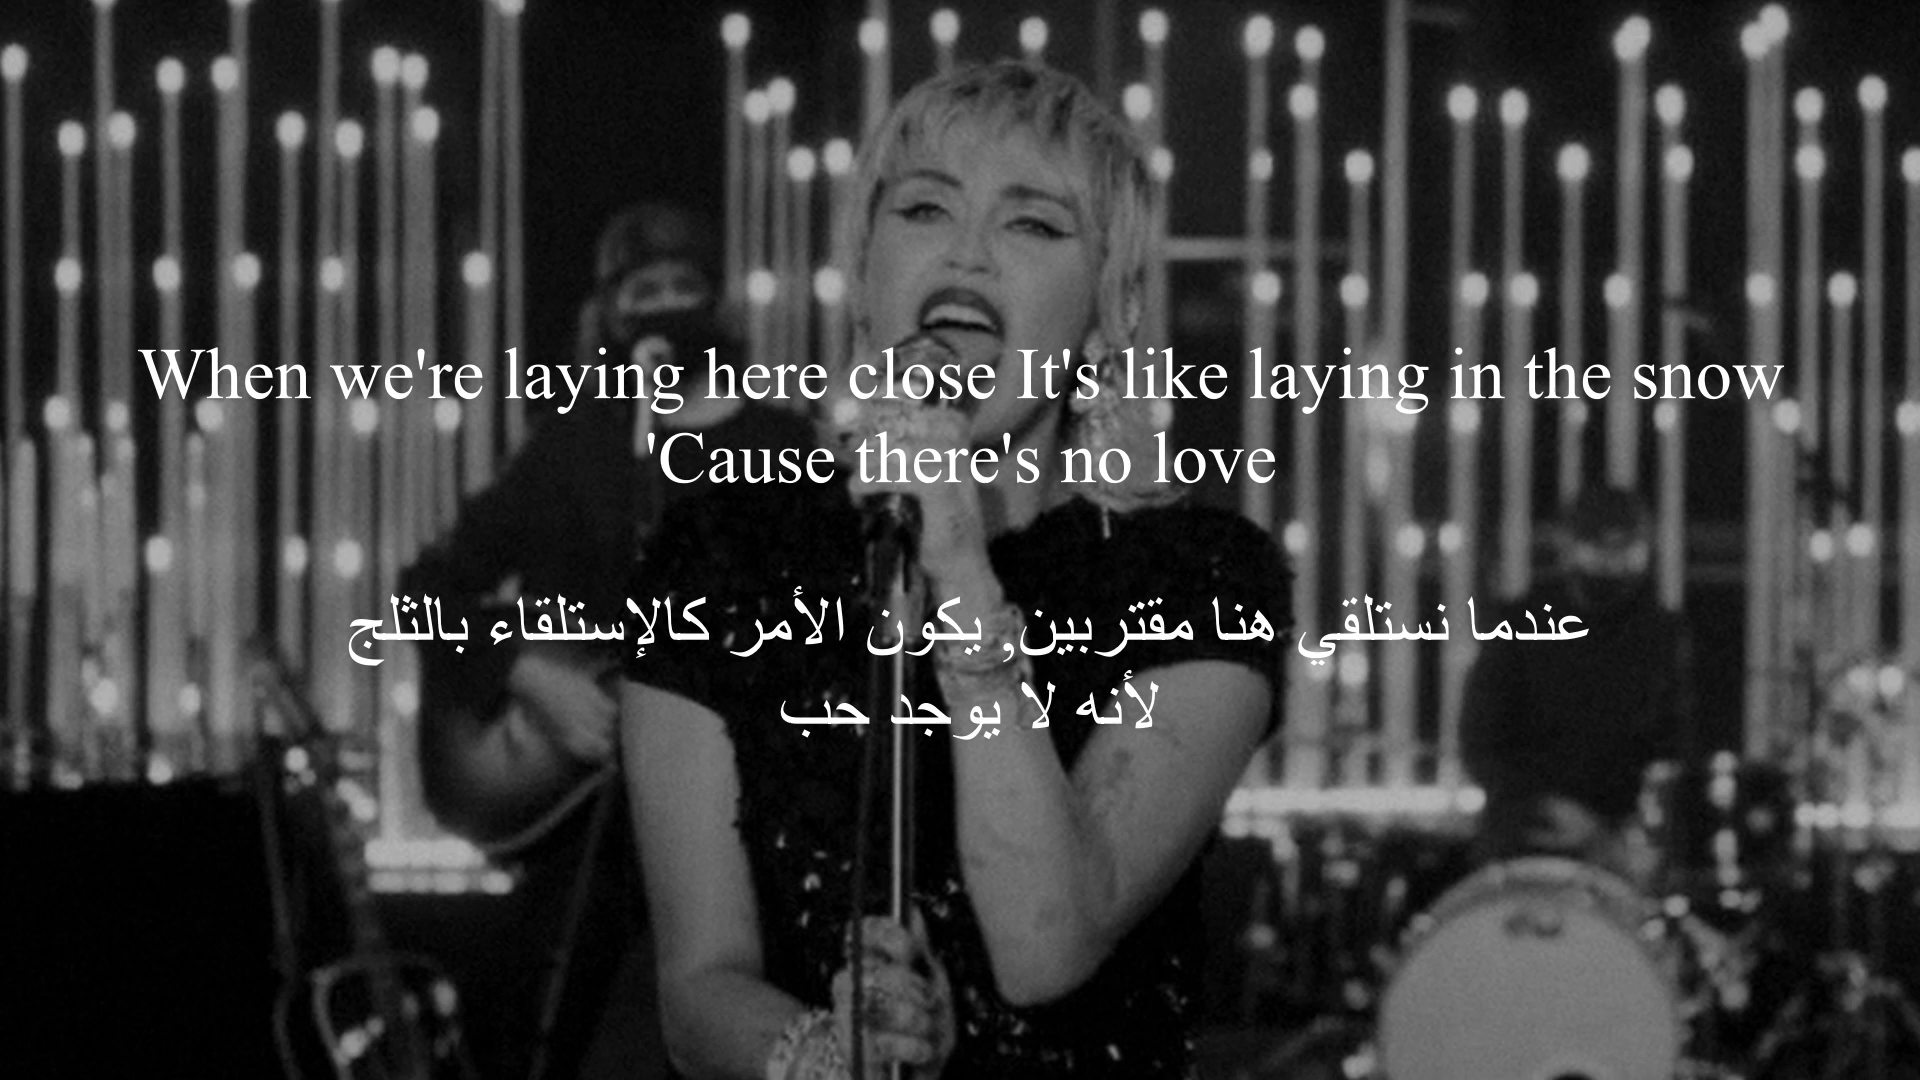 When we're laying here close It's like laying in the snow
'Cause there's no love
عندما نستلقي هنا مقتربين, يكون الأمر كالإستلقاء بالثلج
لأنه لا يوجد حب